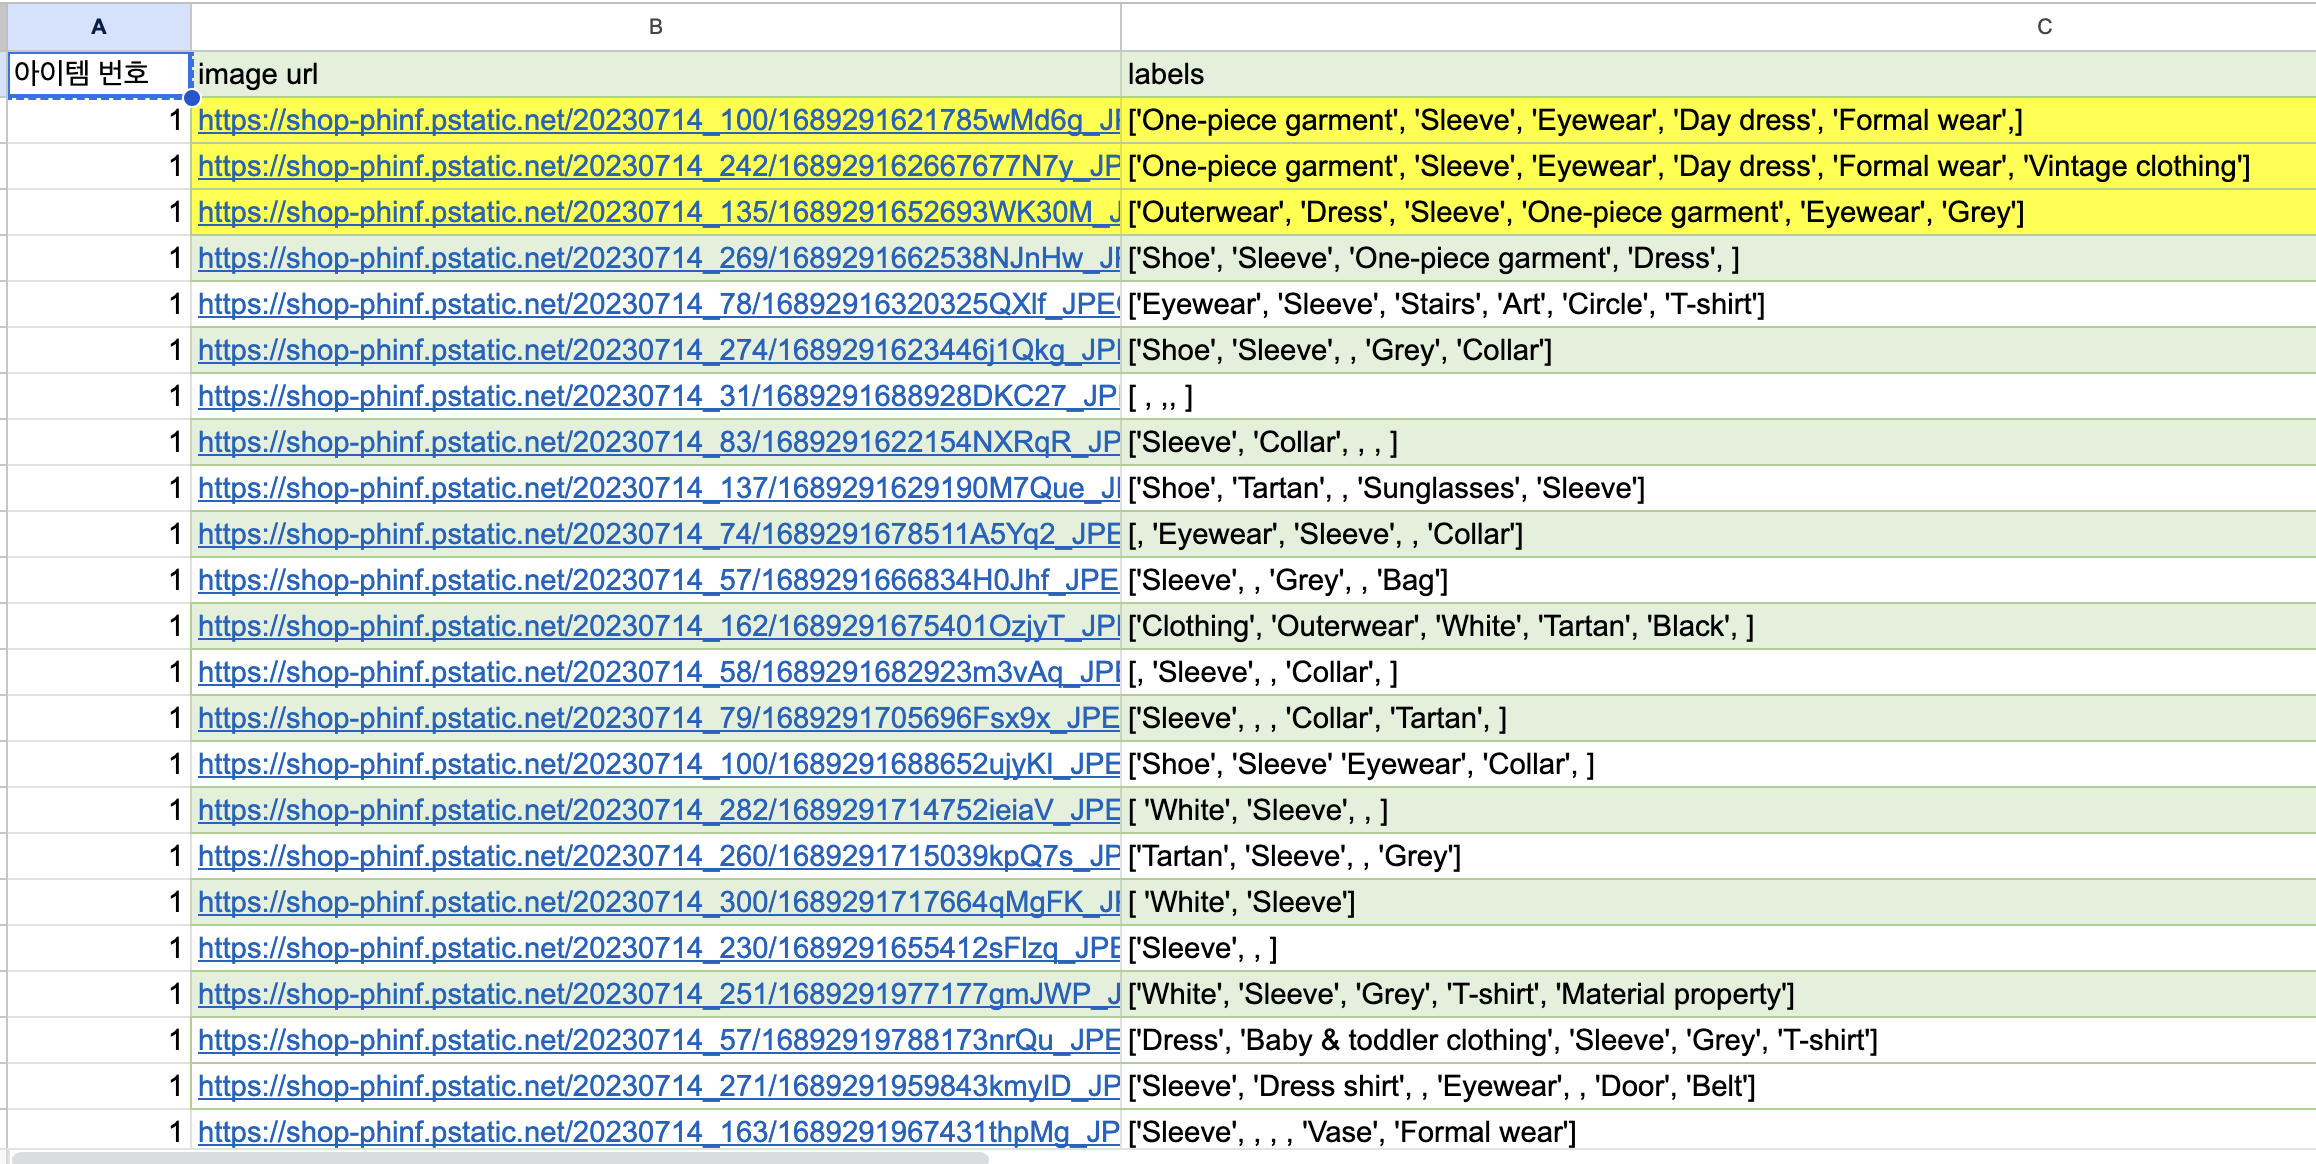 A B C
아이템 번호 image url labels
1 https://shop-phinf.pstatic.net/20230714_100/1689291621785wMd6g_JP ['One-piece garment', 'Sleeve', 'Eyewear', 'Day dress', 'Formal wear',]
1 https://shop-phinf.pstatic.net/20230714_242/168929162667677N7y_JP ['One-piece garment', 'Sleeve', 'Eyewear', 'Day dress', 'Formal wear', 'Vintage clothing']
1 https://shop-phinf.pstatic.net/20230714_135/1689291652693WK30M_J ['Outerwear', 'Dress', 'Sleeve', 'One-piece garment', 'Eyewear', 'Grey']
1 https://shop-phinf.pstatic.net/20230714_269/1689291662538NJnHw_JP ['Shoe', 'Sleeve', 'One-piece garment', 'Dress', ]
1 https://shop-phinf.pstatic.net/20230714_78/16892916320325QXlf_JPE ['Eyewear', 'Sleeve', 'Stairs', 'Art', 'Circle', 'T-shirt']
1 https://shop-phinf.pstatic.net/20230714_274/1689291623446j1Qkg_JP ['Shoe', 'Sleeve', , 'Grey', 'Collar']
1 https://shop-phinf.pstatic.net/20230714_31/1689291688928DKC27_JP [ , ,, ]
1 https://shop-phinf.pstatic.net/20230714_83/1689291622154NXRqR_JP ['Sleeve', 'Collar', , , ]
1 https://shop-phinf.pstatic.net/20230714_137/1689291629190M7Que_J ['Shoe', 'Tartan', , 'Sunglasses', 'Sleeve']
1 https://shop-phinf.pstatic.net/20230714_74/1689291678511A5Yq2_JPE [, 'Eyewear', 'Sleeve', , 'Collar']
1 https://shop-phinf.pstatic.net/20230714_57/1689291666834H0Jhf_JPE ['Sleeve', , 'Grey', , 'Bag']
1 https://shop-phinf.pstatic.net/20230714_162/1689291675401OzjyT_JP ['Clothing', 'Outerwear', 'White', 'Tartan', 'Black', ]
1 https://shop-phinf.pstatic.net/20230714_58/1689291682923m3vAq_JP [, 'Sleeve', , 'Collar', ]
1 https://shop-phinf.pstatic.net/20230714_79/1689291705696Fsx9x_JPE ['Sleeve', , , 'Collar', 'Tartan', ]
1 https://shop-phinf.pstatic.net/20230714_100/1689291688652ujyKI_JPE ['Shoe', 'Sleeve' 'Eyewear', 'Collar', ]
1 https://shop-phinf.pstatic.net/20230714_282/1689291714752ieiaV_JPE [ 'White', 'Sleeve', , ]
1 https://shop-phinf.pstatic.net/20230714_260/1689291715039kpQ7s_JP ['Tartan', 'Sleeve', , 'Grey']
1 https://shop-phinf.pstatic.net/20230714_300/1689291717664qMgFK_J [ 'White', 'Sleeve']
1 https://shop-phinf.pstatic.net/20230714_230/1689291655412sFlzq_JPE ['Sleeve', , ]
1 https://shop-phinf.pstatic.net/20230714_251/1689291977177gmJWP_J ['White', 'Sleeve', 'Grey', 'T-shirt', 'Material property']
1 https://shop-phinf.pstatic.net/20230714_57/16892919788173nrQu_JPE ['Dress', 'Baby & toddler clothing', 'Sleeve', 'Grey', 'T-shirt']
1 https://shop-phinf.pstatic.net/20230714_271/1689291959843kmyID_JP ['Sleeve', 'Dress shirt', , 'Eyewear', , 'Door', 'Belt']
1 https://shop-phinf.pstatic.net/20230714_163/1689291967431thpMg_JP ['Sleeve', , , , 'Vase', 'Formal wear']